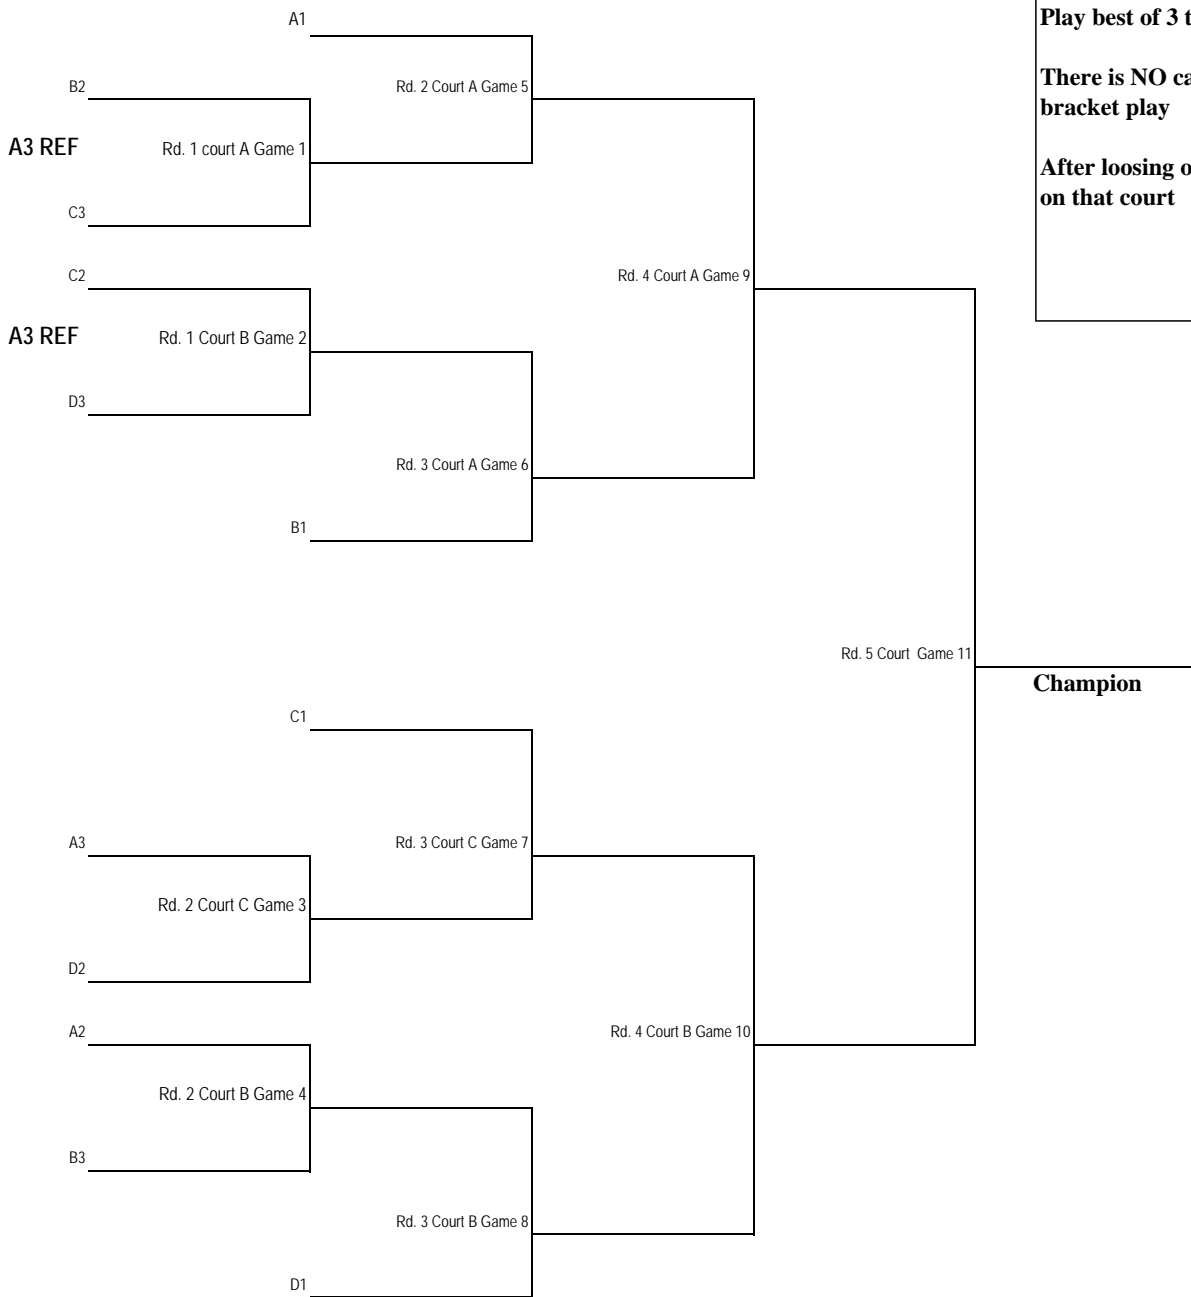 A1
Play best of 3 t
B2
Rd. 2 Court A Game 5
There is NO ca
bracket play
A3 REF
Rd. 1 court A Game 1
After loosing o
on that court
C3
C2
Rd. 4 Court A Game 9
A3 REF
Rd. 1 Court B Game 2
D3
Rd. 3 Court A Game 6
B1
Rd. 5 Court  Game 11
Champion
C1
A3
Rd. 3 Court C Game 7
Rd. 2 Court C Game 3
D2
A2
Rd. 4 Court B Game 10
Rd. 2 Court B Game 4
B3
Rd. 3 Court B Game 8
D1